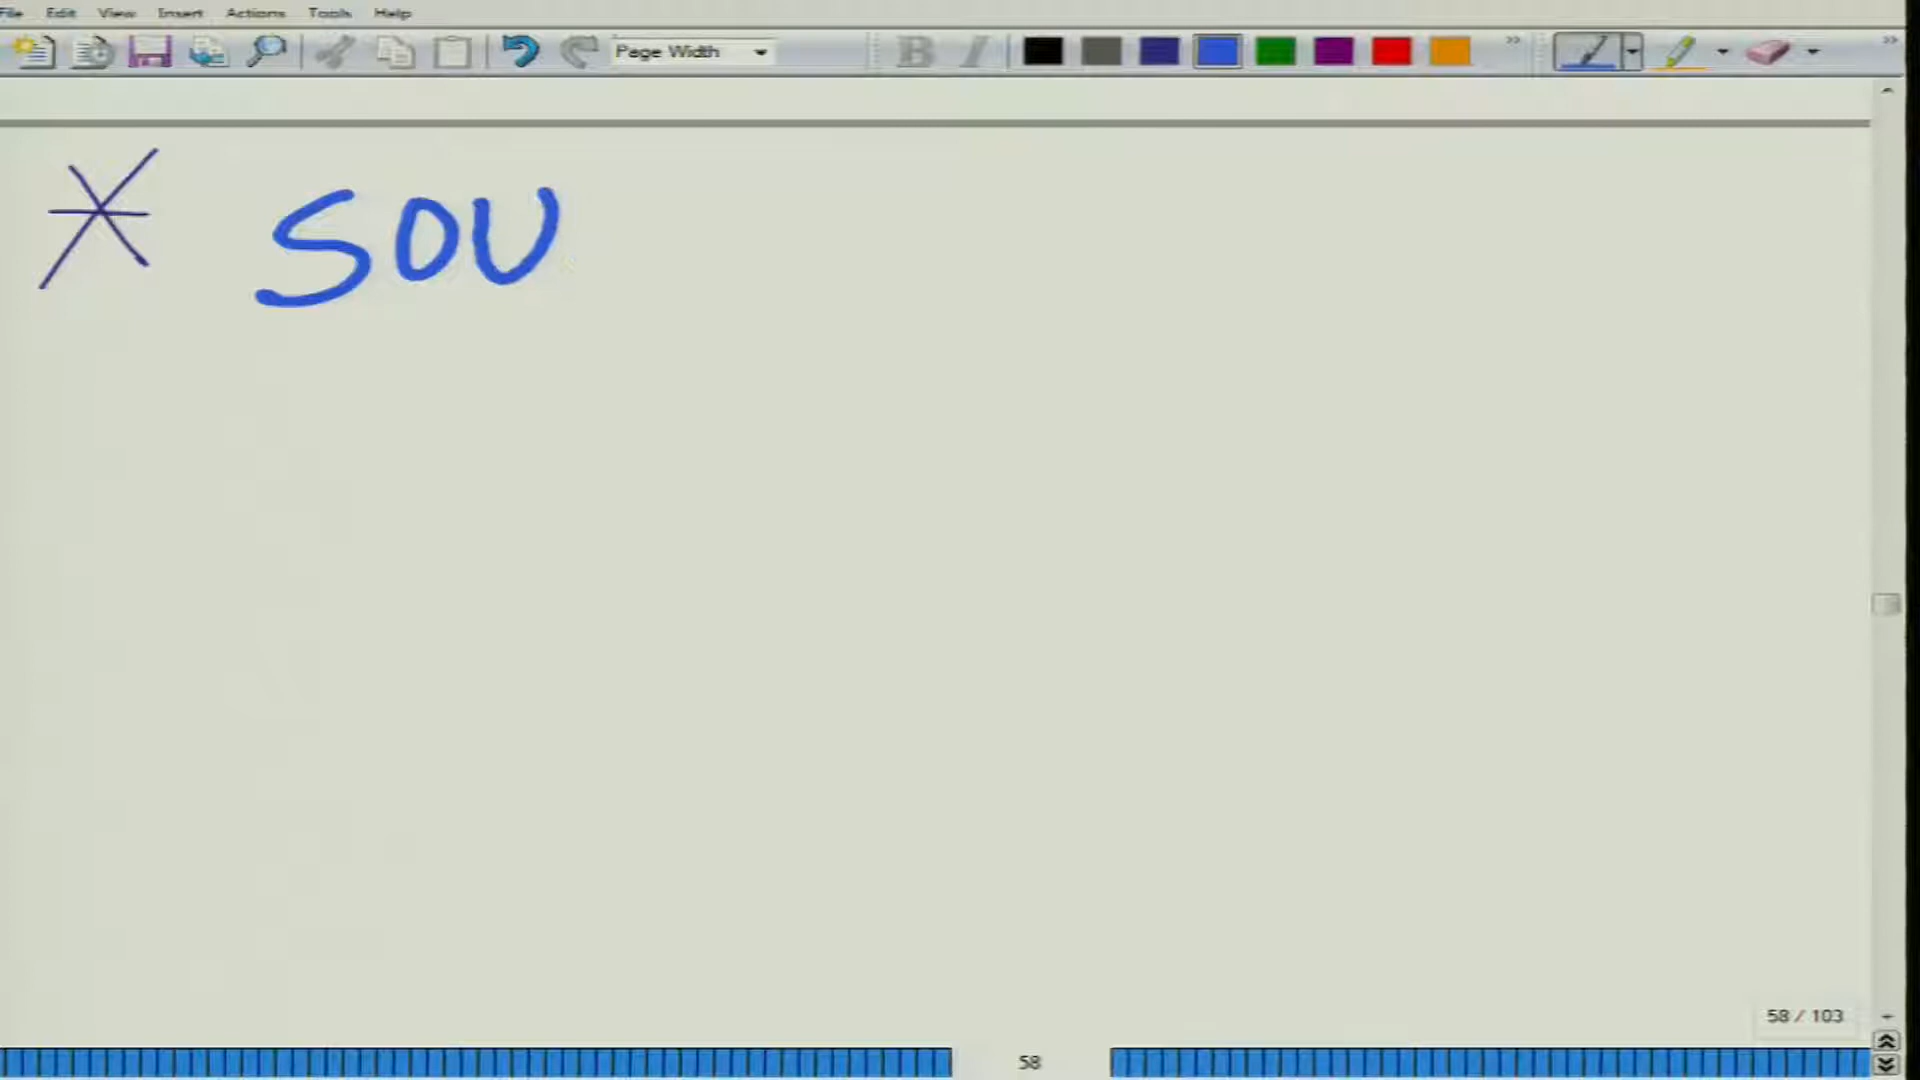 File Edit View Insert Actions Tools Help
Page Width
B I
* SOU
58 / 103
58